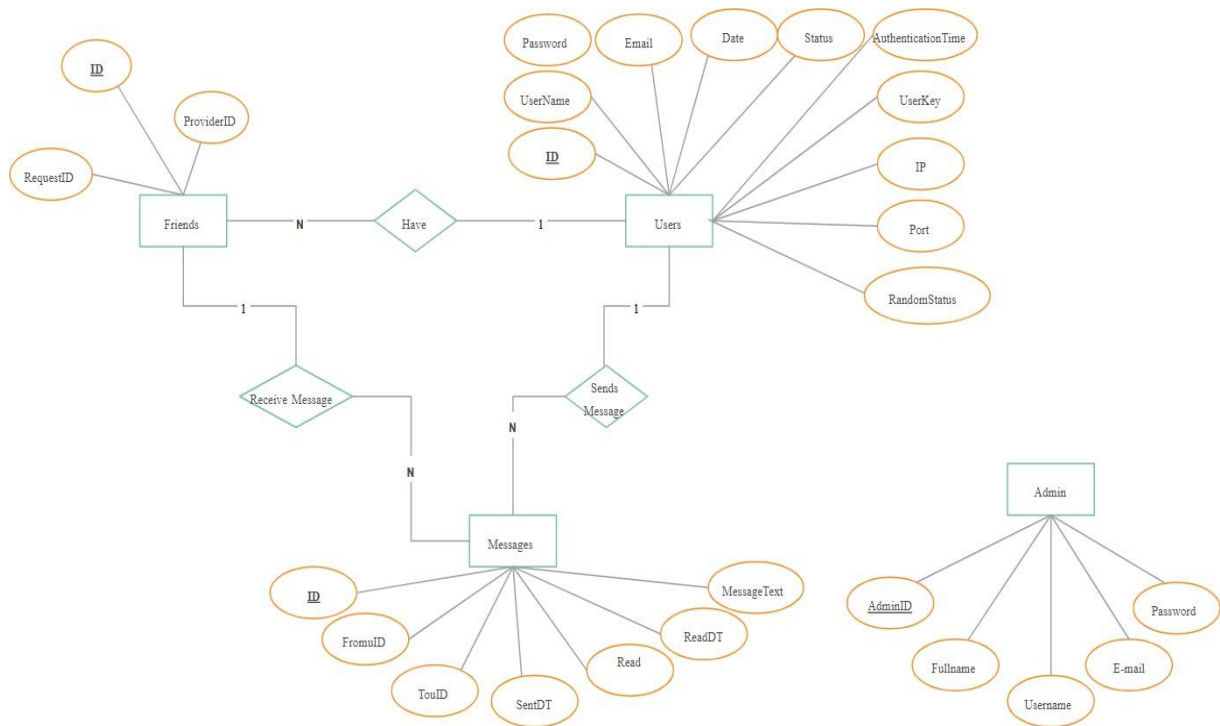 Password
Email
Date
Status
AuthenticationTime
ID
UserName
UserKey
ProviderID
ID
IP
RequestID
Friends
N
Have
1
Users
Port
RandomStatus
1
1
Receive Message
Sends
Message
N
N
Admin
Messages
ID
MessageText
AdminID
Password
FromuID
ReadDT
Read
Fullname
E-mail
TouID
SentDT
Username